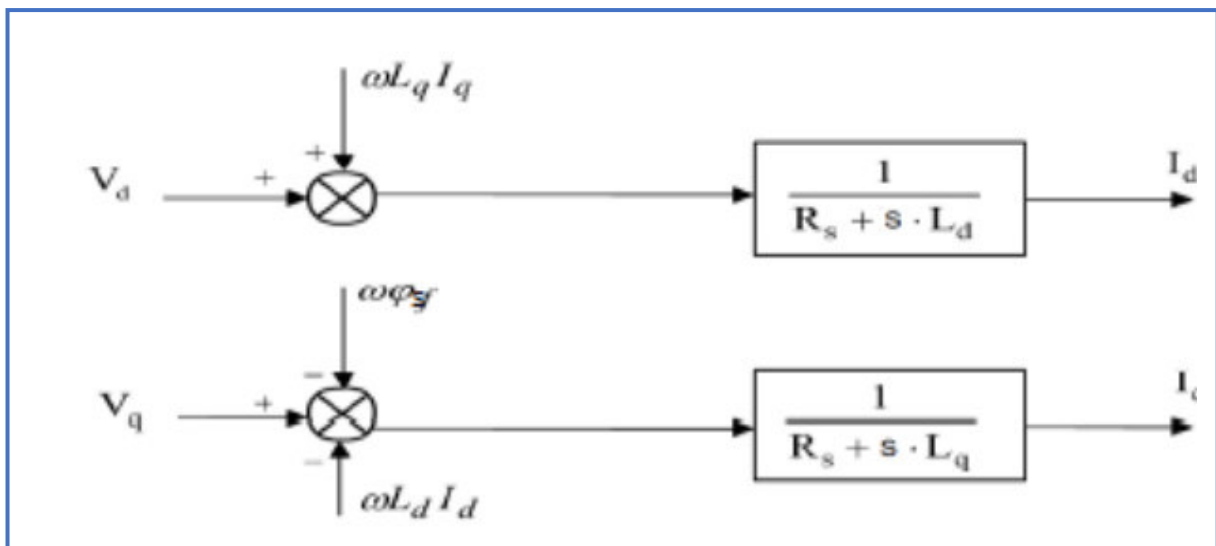 ωL_q I_q
+
V_d
+
1
R_s + s · L_d
I_d
ωφ
−
V_q
+
1
R_s + s · L_q
I
−
ωL_d I_d